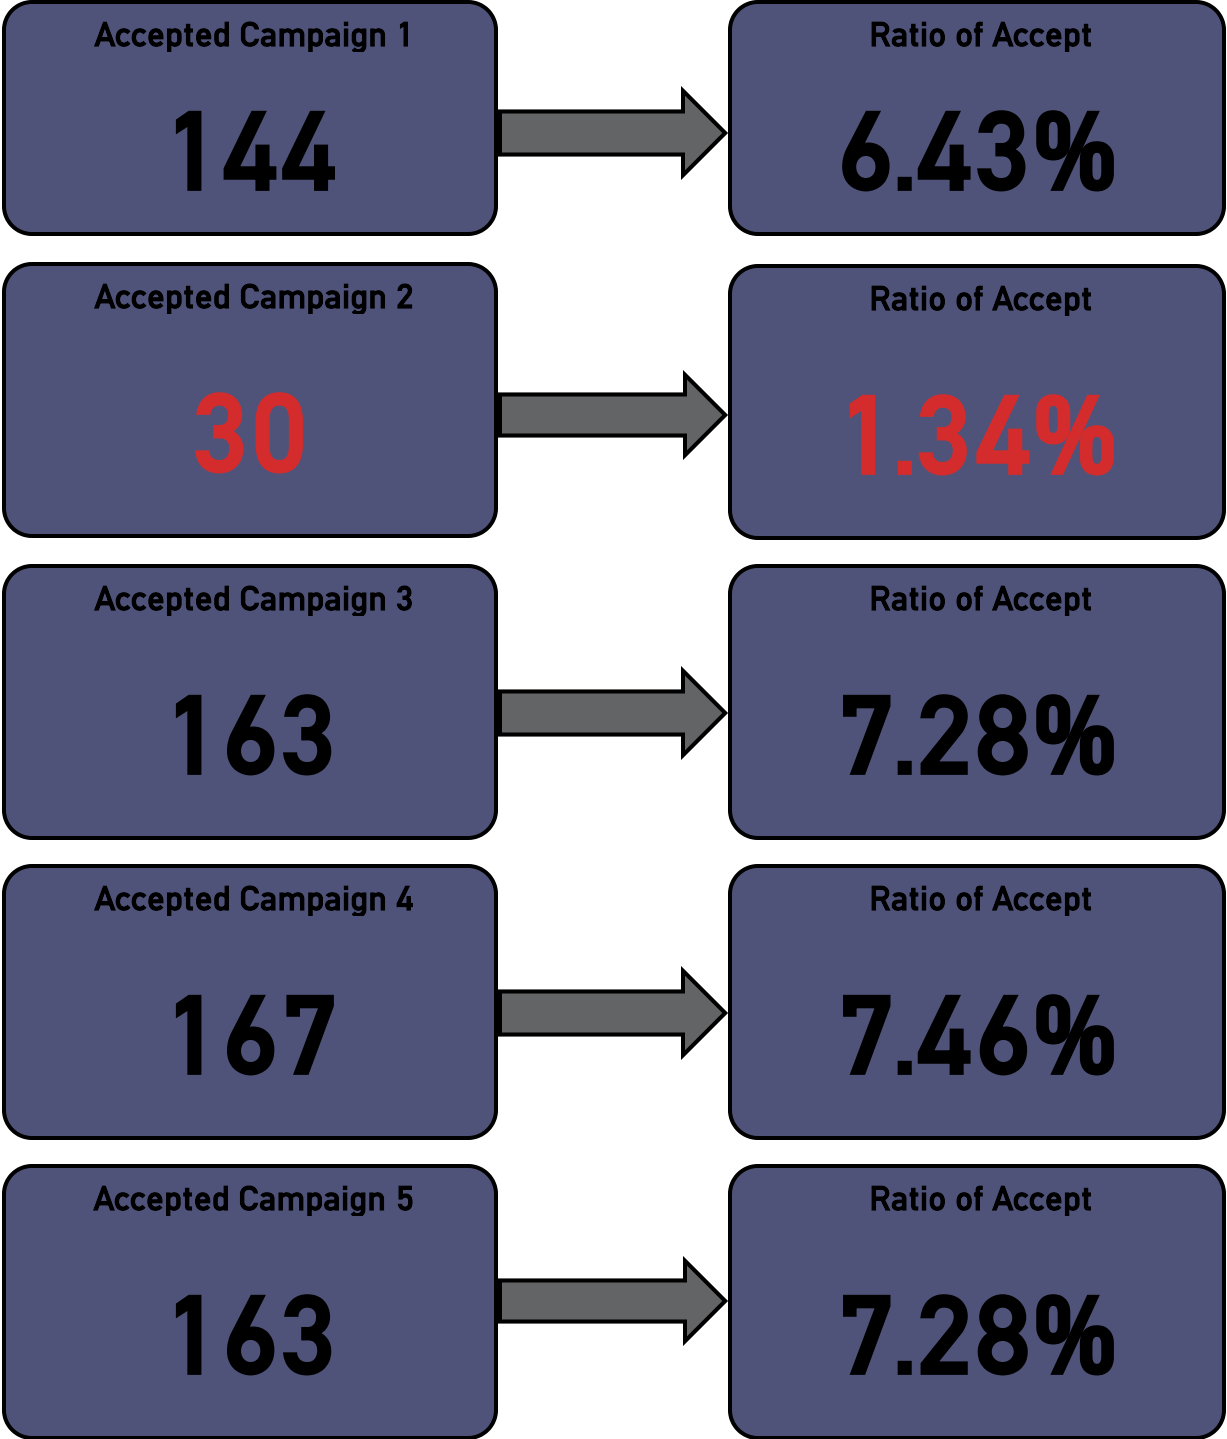 Accepted Campaign 1
144
Ratio of Accept
6.43%
Accepted Campaign 2
30
Ratio of Accept
1.34%
Accepted Campaign 3
163
Ratio of Accept
7.28%
Accepted Campaign 4
167
Ratio of Accept
7.46%
Accepted Campaign 5
163
Ratio of Accept
7.28%